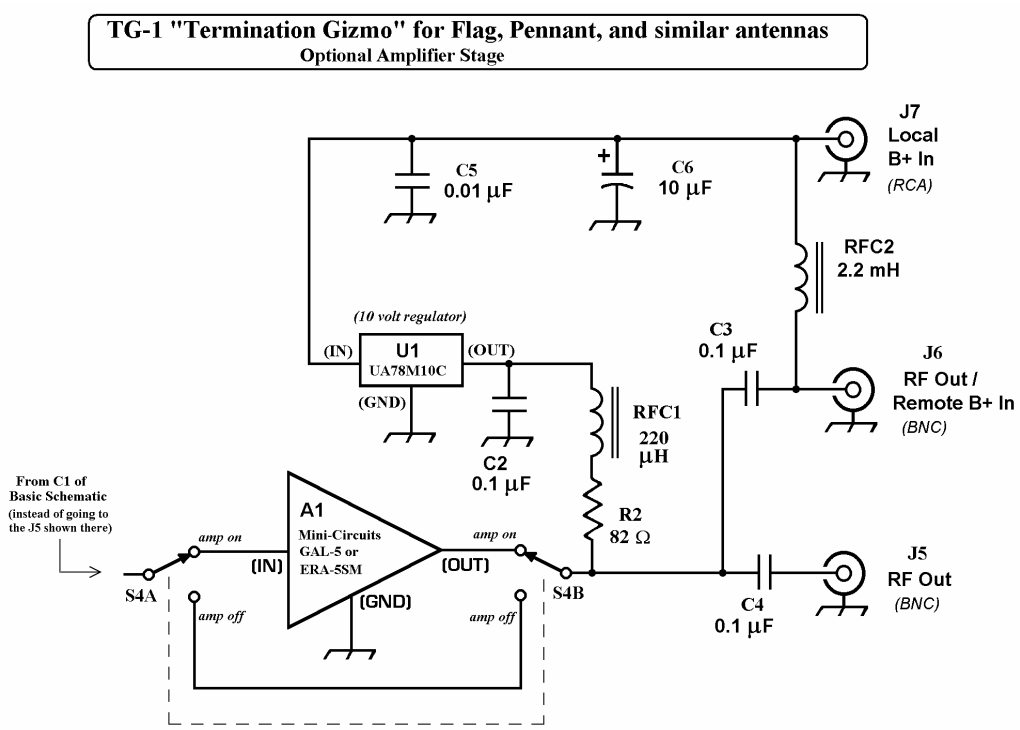 TG-1 "Termination Gizmo" for Flag, Pennant, and similar antennas
Optional Amplifier Stage
J7
Local
B+ In
(RCA)
C5
0.01 µF
+
C6
10 µF
RFC2
2.2 mH
(10 volt regulator)
(IN)
U1
UA78M10C
(OUT)
(GND)
C3
0.1 µF
J6
RF Out /
Remote B+ In
(BNC)
RFC1
220
µH
C2
0.1 µF
From C1 of
Basic Schematic
(instead of going to
the J5 shown there)
A1
Mini-Circuits
GAL-5 or
ERA-5SM
R2
82 Ω
amp on
(IN)
amp on
(OUT)
J5
RF Out
(BNC)
S4A
(GND)
S4B
C4
0.1 µF
amp off
amp off